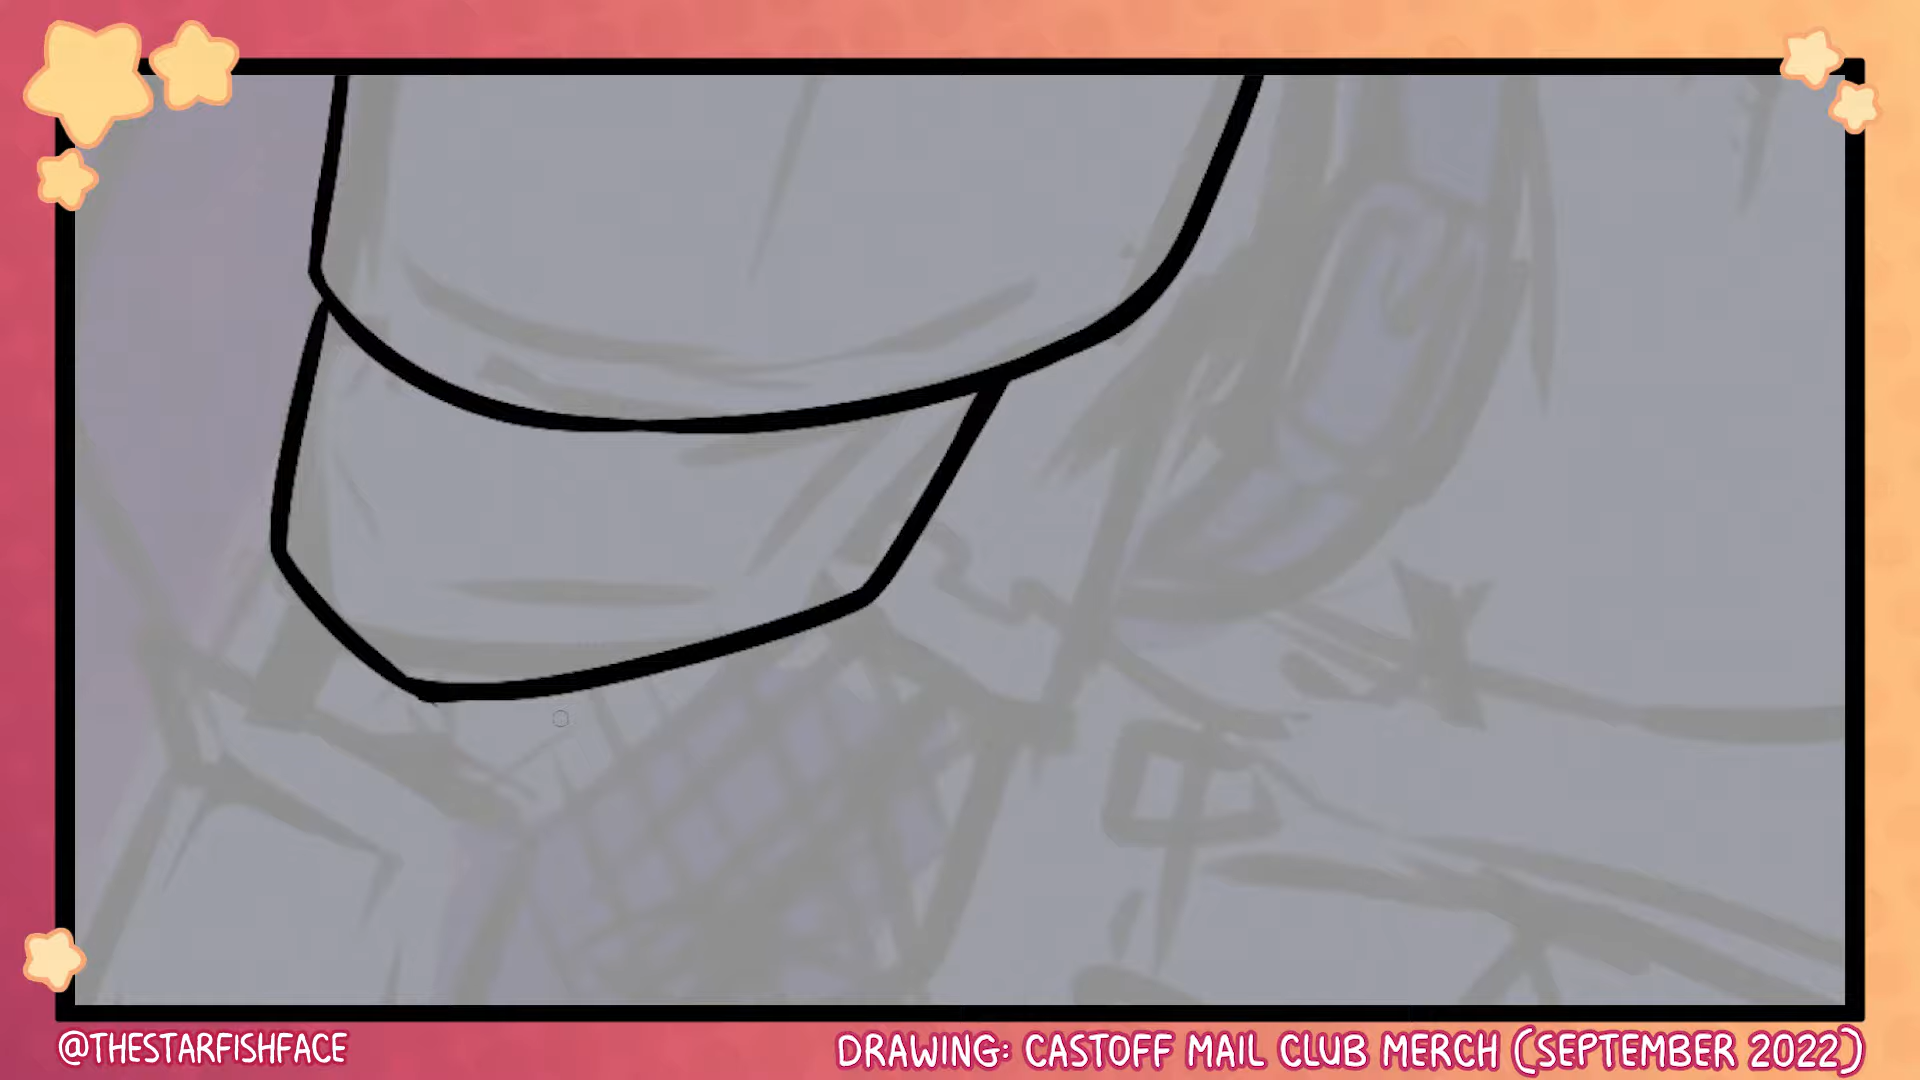 @THESTARFISHFACE
DRAWING: CASTOFF MAIL CLUB MERCH (SEPTEMBER 2022)